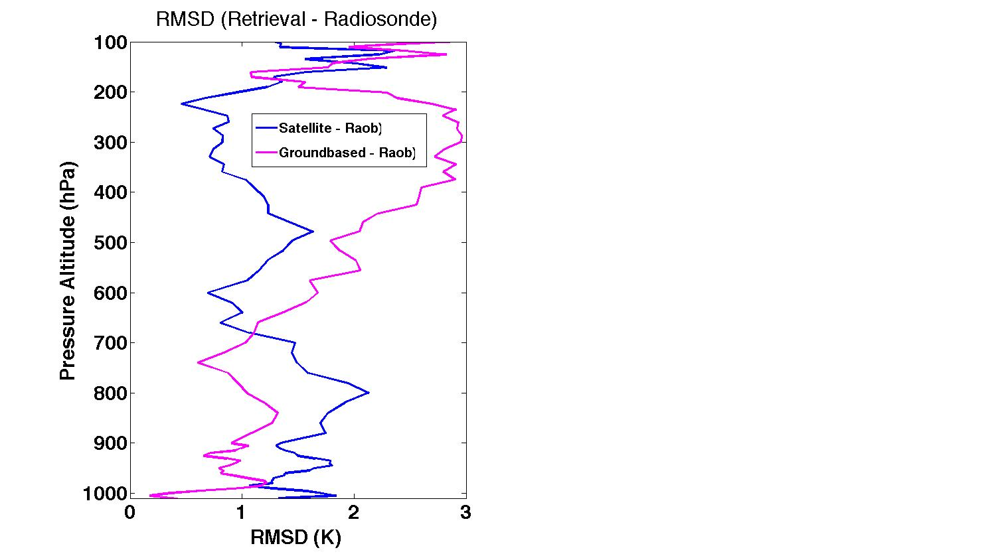 RMSD (Retrieval - Radiosonde)
100
200
300
400
500
600
700
800
900
1000
Pressure Altitude (hPa)
Satellite - Raob)
Groundbased - Raob)
0 1 2 3
RMSD (K)